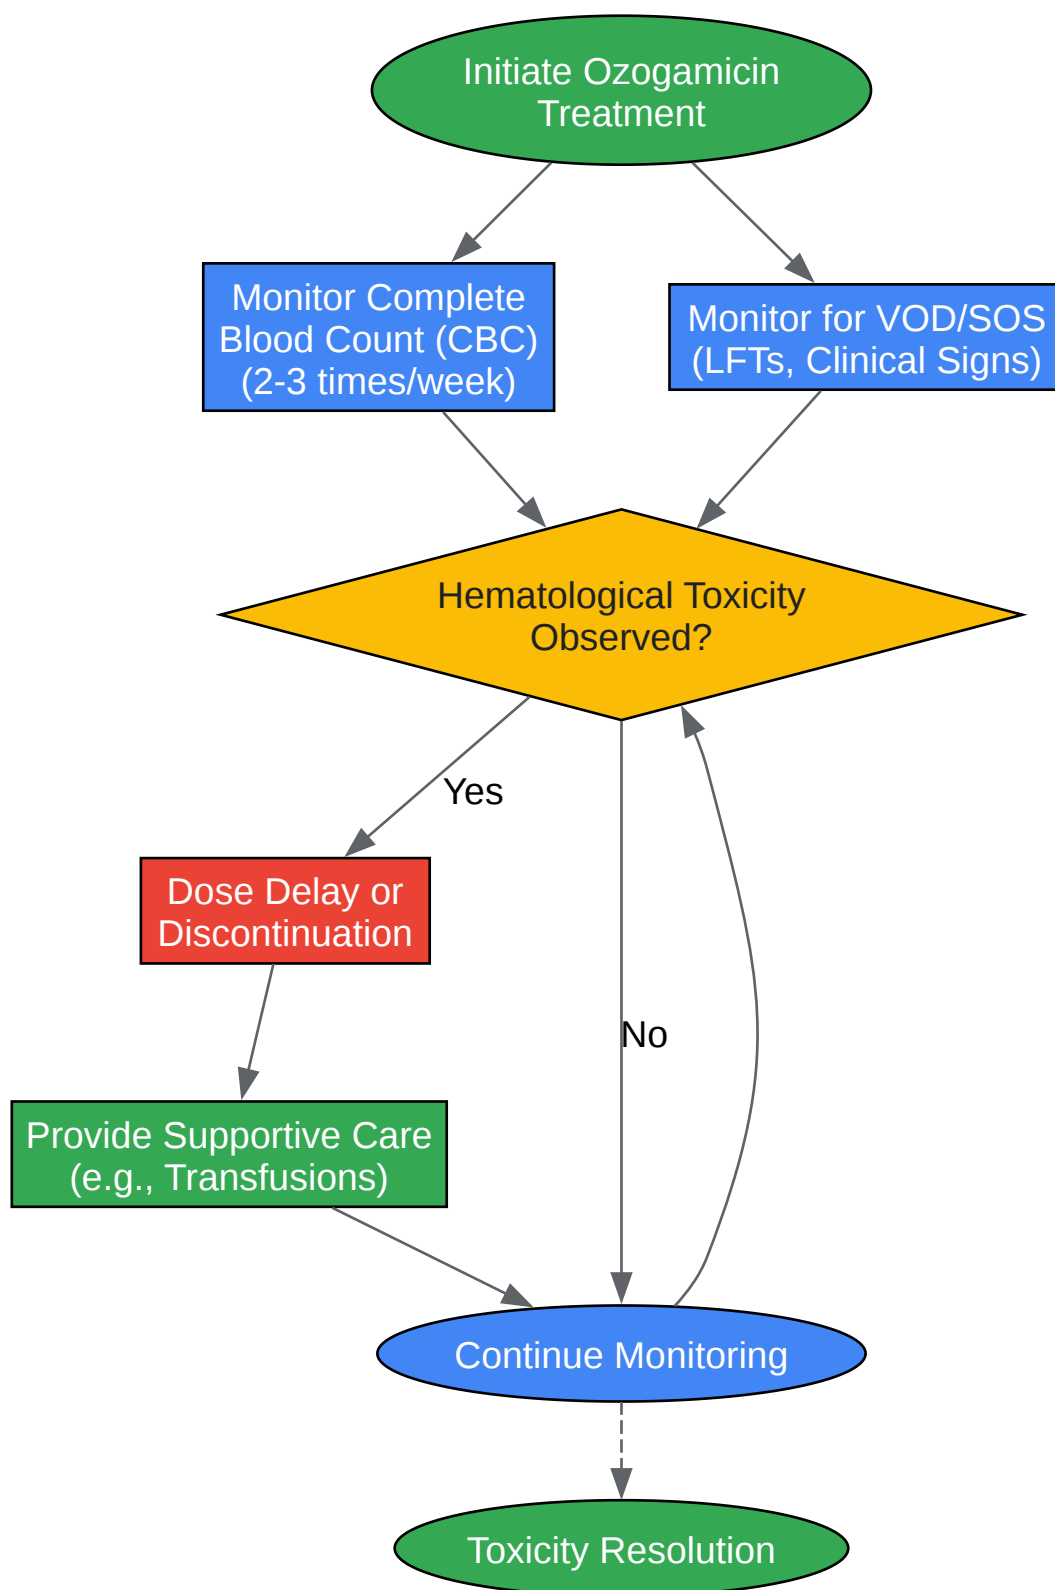 Initiate Ozogamicin
Treatment
Monitor Complete
Blood Count (CBC)
(2-3 times/week)
Monitor for VOD/SOS
(LFTs, Clinical Signs)
Hematological Toxicity
Observed?
Yes
Dose Delay or
Discontinuation
No
Provide Supportive Care
(e.g., Transfusions)
Continue Monitoring
Toxicity Resolution